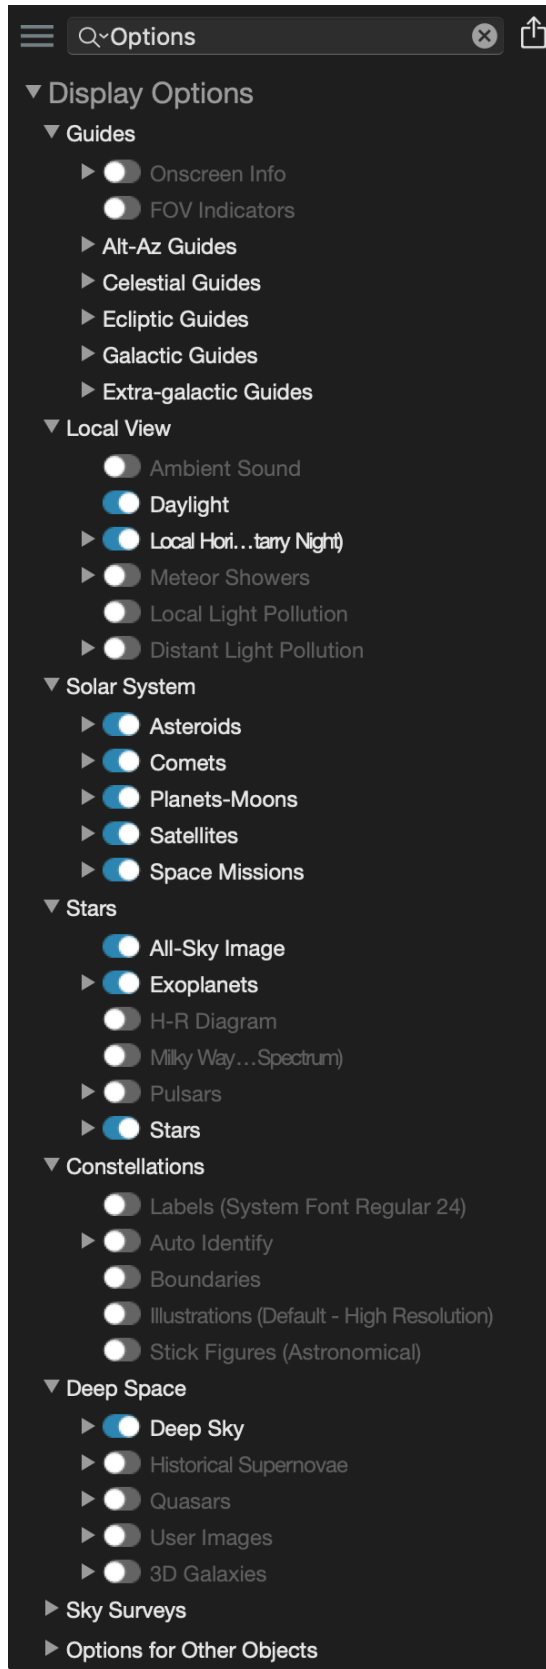 Options
Display Options
Guides
Onscreen Info
FOV Indicators
Alt-Az Guides
Celestial Guides
Ecliptic Guides
Galactic Guides
Extra-galactic Guides
Local View
Ambient Sound
Daylight
Local Hori…tarry Night)
Meteor Showers
Local Light Pollution
Distant Light Pollution
Solar System
Asteroids
Comets
Planets-Moons
Satellites
Space Missions
Stars
All-Sky Image
Exoplanets
H-R Diagram
Milky Way…Spectrum)
Pulsars
Stars
Constellations
Labels (System Font Regular 24)
Auto Identify
Boundaries
Illustrations (Default - High Resolution)
Stick Figures (Astronomical)
Deep Space
Deep Sky
Historical Supernovae
Quasars
User Images
3D Galaxies
Sky Surveys
Options for Other Objects